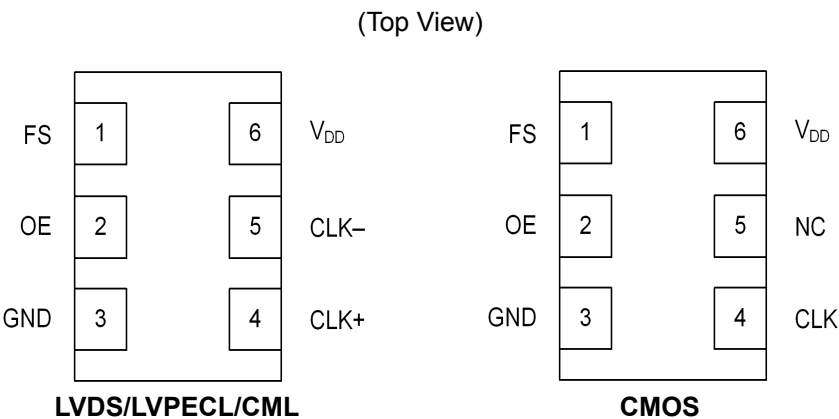 (Top View)
FS 1 6 VDD
OE 2 5 CLK–
GND 3 4 CLK+
LVDS/LVPECL/CML
FS 1 6 VDD
OE 2 5 NC
GND 3 4 CLK
CMOS